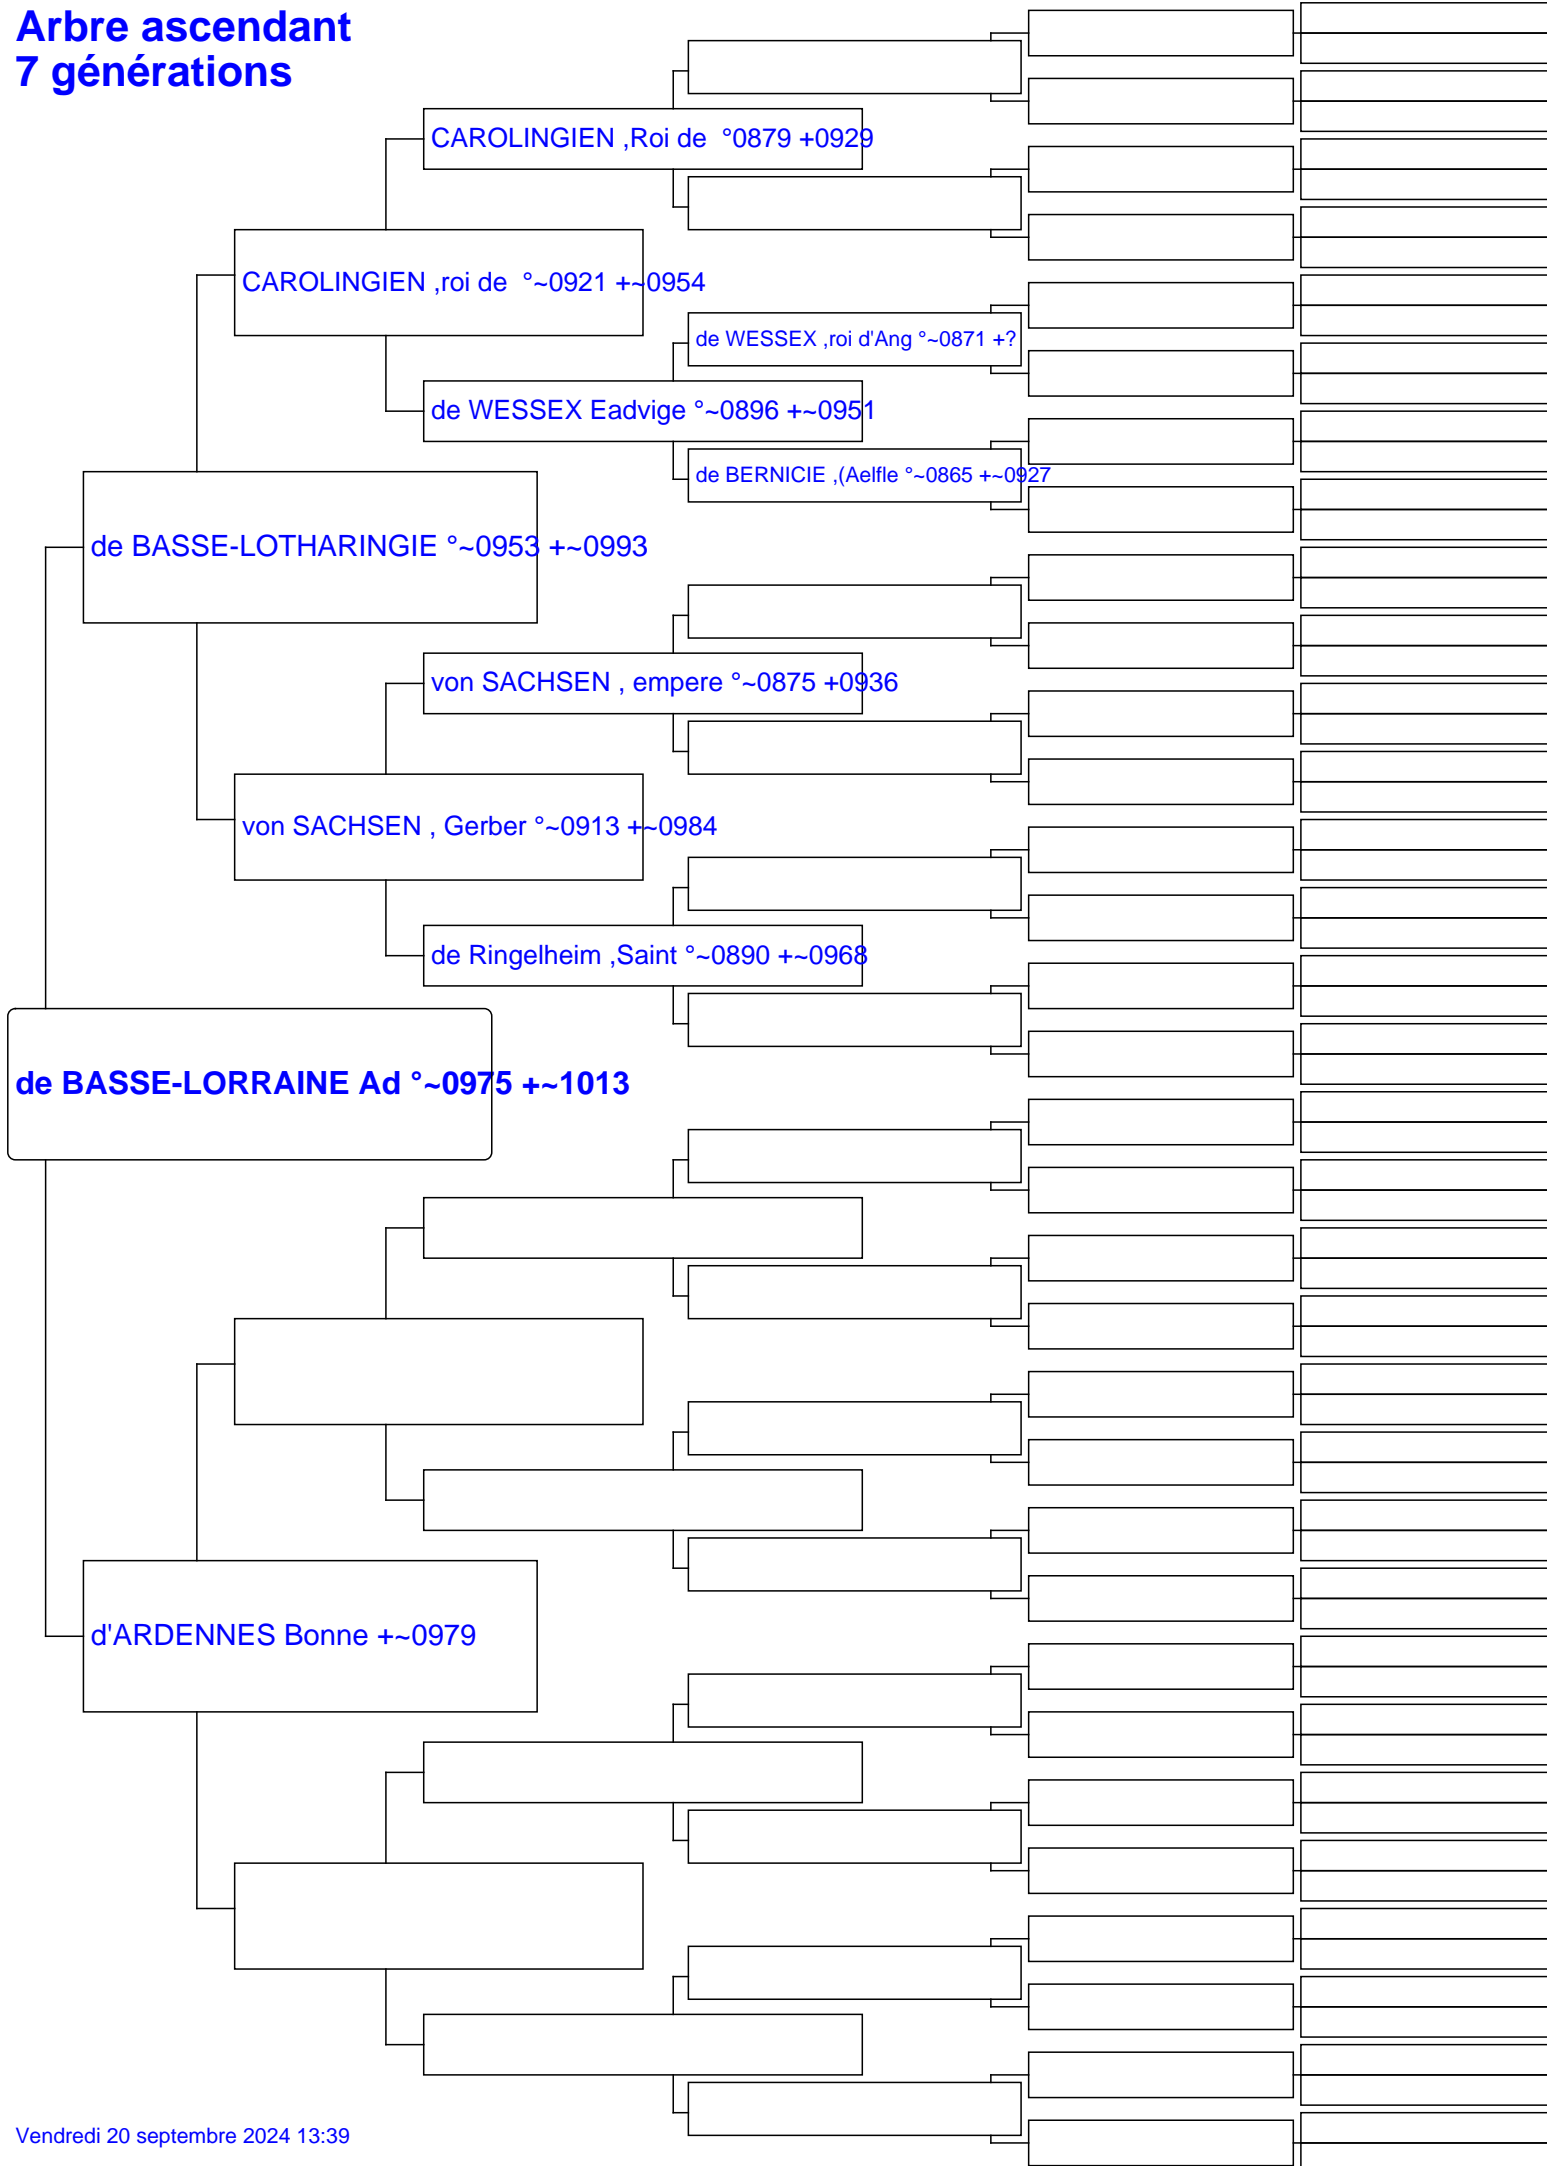 Arbre ascendant
7 générations
CAROLINGIEN ,Roi de  °0879 +0929
CAROLINGIEN ,roi de  °~0921 +~0954
de WESSEX ,roi d'Ang °~0871 +?
de WESSEX Eadvige °~0896 +~0951
de BERNICIE ,(Aelfle °~0865 +~0927
de BASSE-LOTHARINGIE °~0953 +~0993
von SACHSEN , empere °~0875 +0936
von SACHSEN , Gerber °~0913 +~0984
de Ringelheim ,Saint °~0890 +~0968
de BASSE-LORRAINE Ad °~0975 +~1013
d'ARDENNES Bonne +~0979
Vendredi 20 septembre 2024 13:39